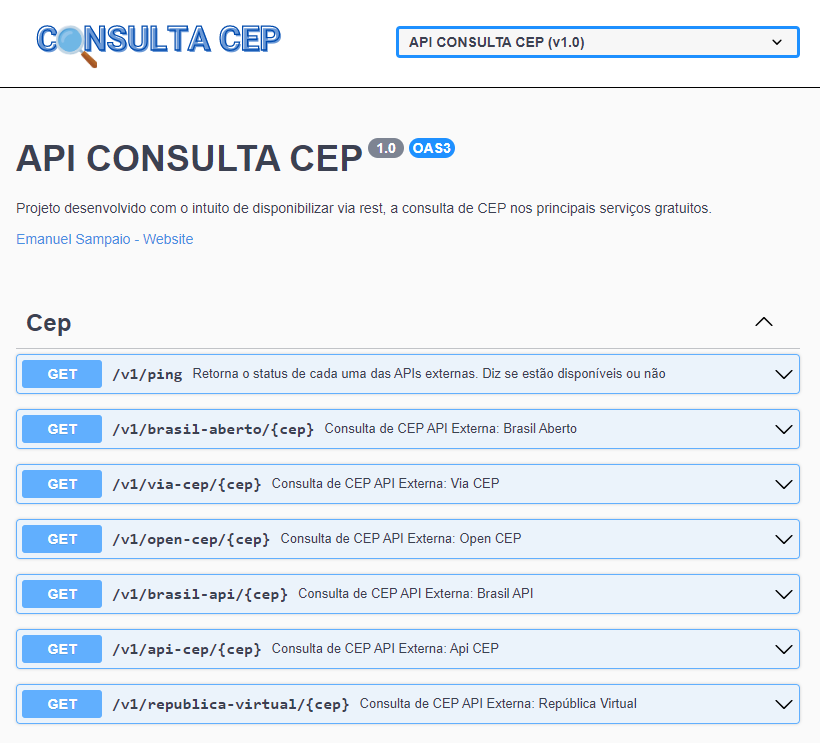 CONSULTA CEP
API CONSULTA CEP (v1.0)
API CONSULTA CEP 1.0 OAS3
Projeto desenvolvido com o intuito de disponibilizar via rest, a consulta de CEP nos principais serviços gratuitos.
Emanuel Sampaio - Website
Cep
GET /v1/ping Retorna o status de cada uma das APIs externas. Diz se estão disponíveis ou não
GET /v1/brasil-aberto/{cep} Consulta de CEP API Externa: Brasil Aberto
GET /v1/via-cep/{cep} Consulta de CEP API Externa: Via CEP
GET /v1/open-cep/{cep} Consulta de CEP API Externa: Open CEP
GET /v1/brasil-api/{cep} Consulta de CEP API Externa: Brasil API
GET /v1/api-cep/{cep} Consulta de CEP API Externa: Api CEP
GET /v1/republica-virtual/{cep} Consulta de CEP API Externa: República Virtual